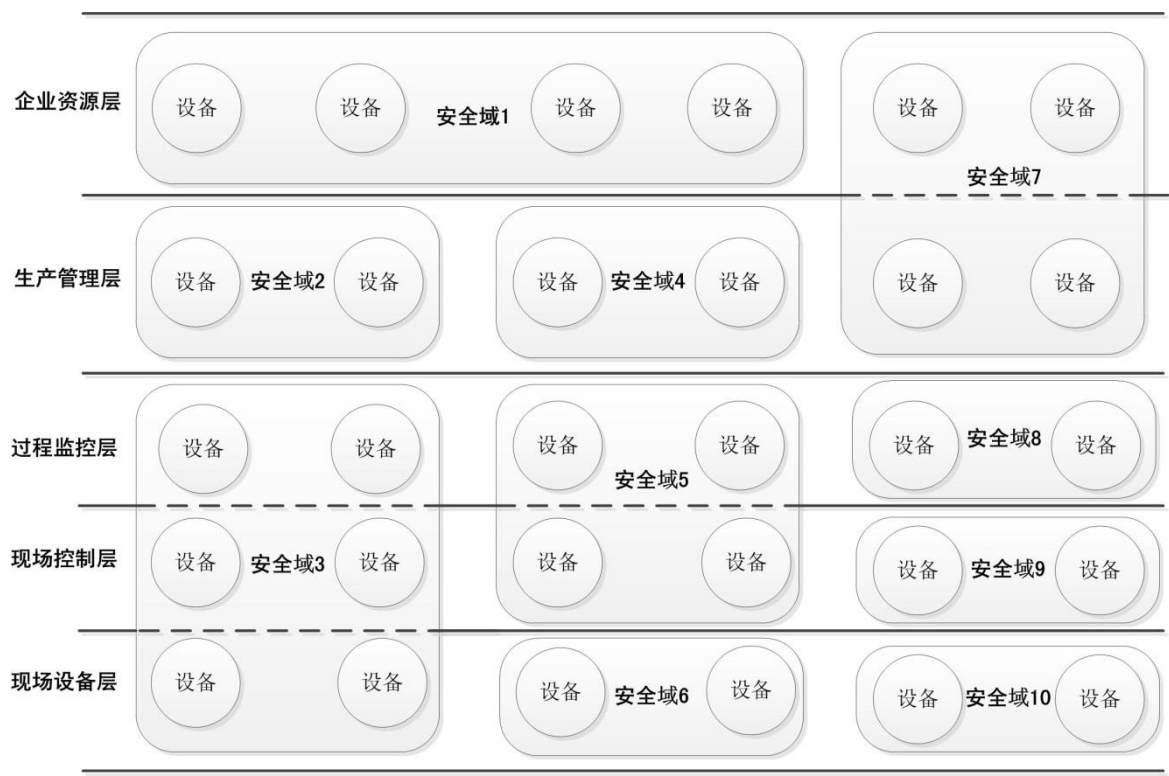 企业资源层
设备 设备 安全域1 设备 设备 设备 设备
安全域7
生产管理层
设备 安全域2 设备 设备 安全域4 设备 设备 设备
过程监控层
设备 设备 设备 设备 设备 安全域8 设备
安全域5
现场控制层
设备 安全域3 设备 设备 设备 设备 安全域9 设备
现场设备层
设备 设备 设备 安全域6 设备 设备 安全域10 设备